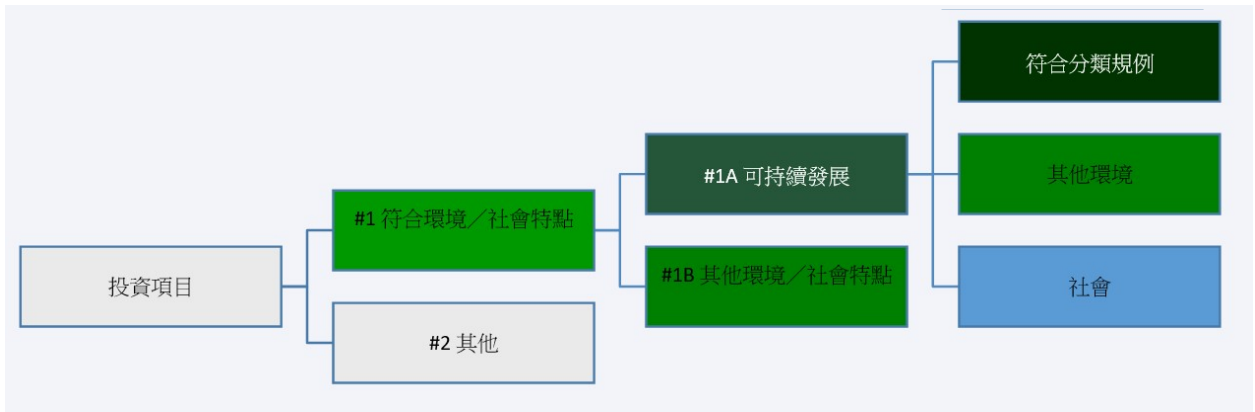 投資項目
#1 符合環境／社會特點
#2 其他
#1A 可持續發展
#1B 其他環境／社會特點
符合分類規例
其他環境
社會